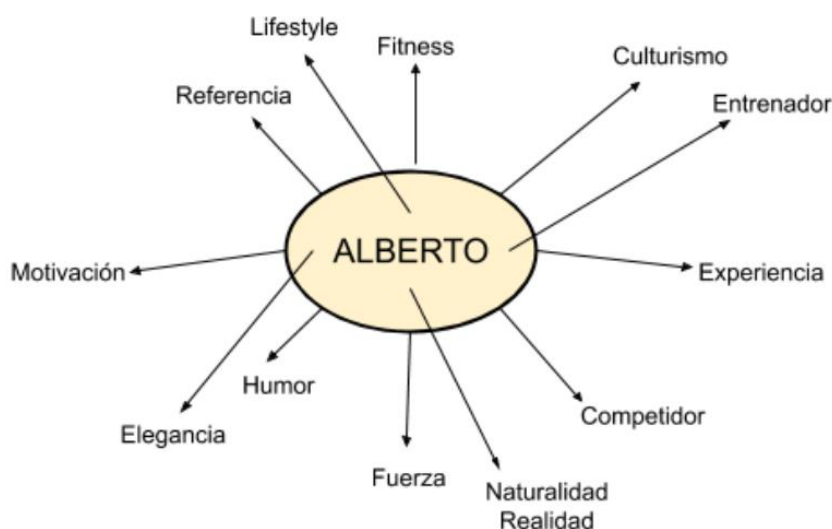 Lifestyle
Fitness
Culturismo
Referencia
Entrenador
ALBERTO
Motivación
Experiencia
Humor
Competidor
Elegancia
Fuerza
Naturalidad
Realidad